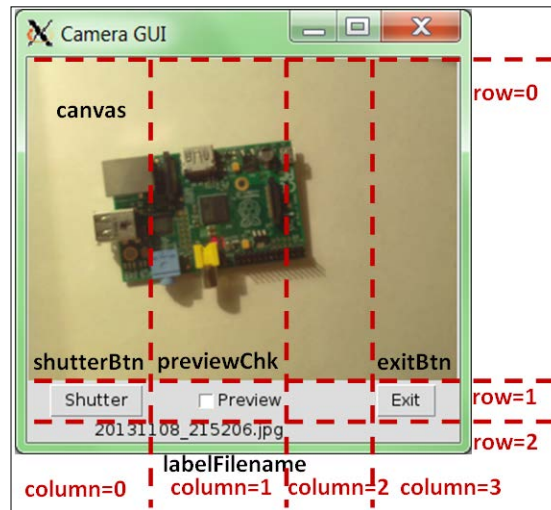 Camera GUI
row=0
canvas
shutterBtn previewChk exitBtn
Shutter Preview Exit row=1
20131108_215206.jpg row=2
labelFilename
column=0 column=1 column=2 column=3